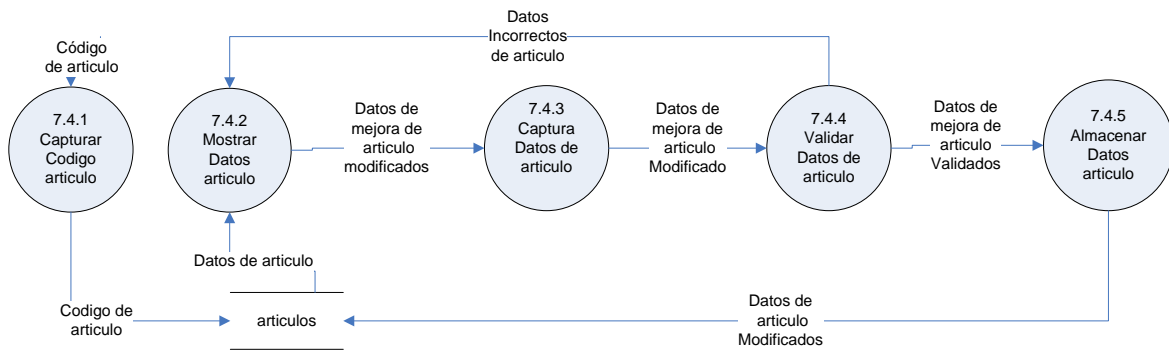 Datos
Incorrectos
de articulo
Código
de articulo
7.4.1
Capturar
Codigo
articulo
7.4.2
Mostrar
Datos
articulo
Datos de
mejora de
articulo
modificados
7.4.3
Captura
Datos de
articulo
Datos de
mejora de
articulo
Modificado
7.4.4
Validar
Datos de
articulo
Datos de
mejora de
articulo
Validados
7.4.5
Almacenar
Datos
articulo
Datos de articulo
Codigo de
articulo
articulos
Datos de
articulo
Modificados